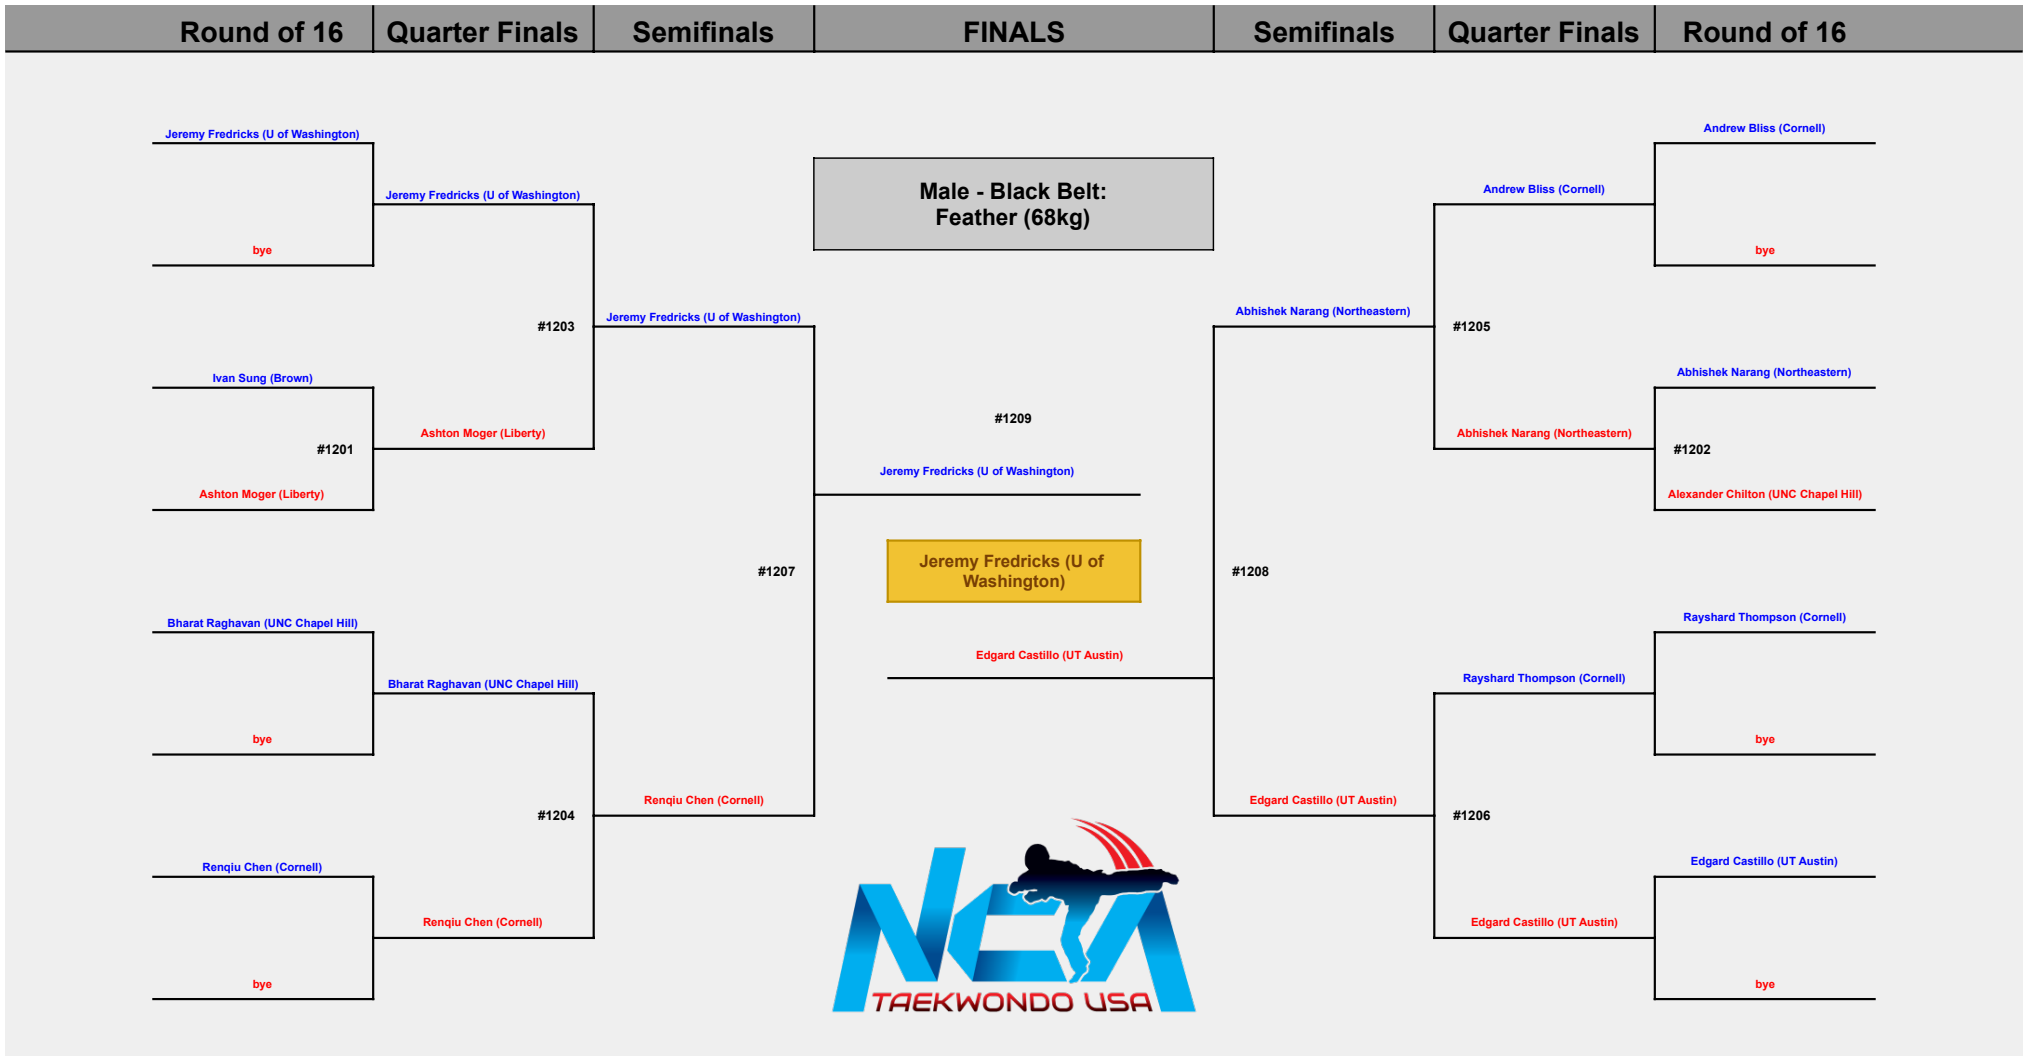 Round of 16
Quarter Finals
Semifinals
FINALS
Semifinals
Quarter Finals
Round of 16
Male - Black Belt:
Feather (68kg)
Jeremy Fredricks (U of Washington)
bye
Ivan Sung (Brown)
#1201
Ashton Moger (Liberty)
Bharat Raghavan (UNC Chapel Hill)
bye
Renqiu Chen (Cornell)
bye
Jeremy Fredricks (U of Washington)
#1203
Ashton Moger (Liberty)
Bharat Raghavan (UNC Chapel Hill)
#1204
Renqiu Chen (Cornell)
Jeremy Fredricks (U of Washington)
#1207
Renqiu Chen (Cornell)
#1209
Jeremy Fredricks (U of Washington)
Jeremy Fredricks (U of
Washington)
Edgard Castillo (UT Austin)
NCTA
TAEKWONDO USA
Abhishek Narang (Northeastern)
#1208
Edgard Castillo (UT Austin)
Andrew Bliss (Cornell)
#1205
Abhishek Narang (Northeastern)
Rayshard Thompson (Cornell)
#1206
Edgard Castillo (UT Austin)
Andrew Bliss (Cornell)
bye
Abhishek Narang (Northeastern)
#1202
Alexander Chilton (UNC Chapel Hill)
Rayshard Thompson (Cornell)
bye
Edgard Castillo (UT Austin)
bye